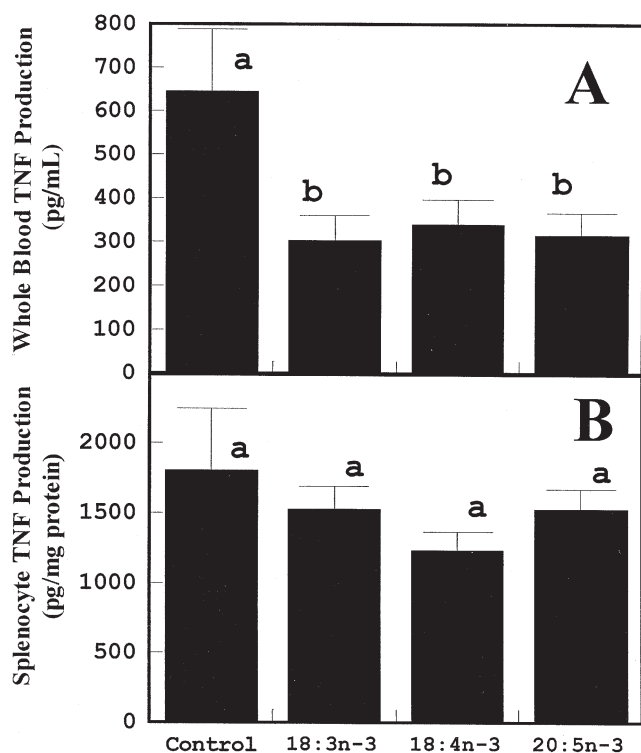 Whole Blood TNF Production
(pg/mL)
800
700
600
500
400
300
200
100
0
a
b
b
b
A
Splenocyte TNF Production
(pg/mg protein)
2000
1500
1000
500
0
a
a
a
a
B
Control 18:3n-3 18:4n-3 20:5n-3